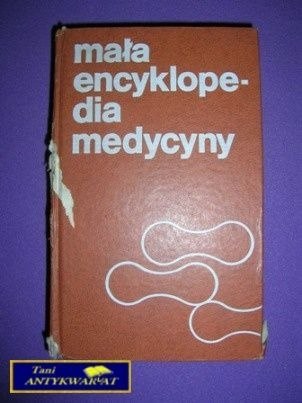 mała
encyklope-
dia
medycyny
Tani
ANTYKWARIAT